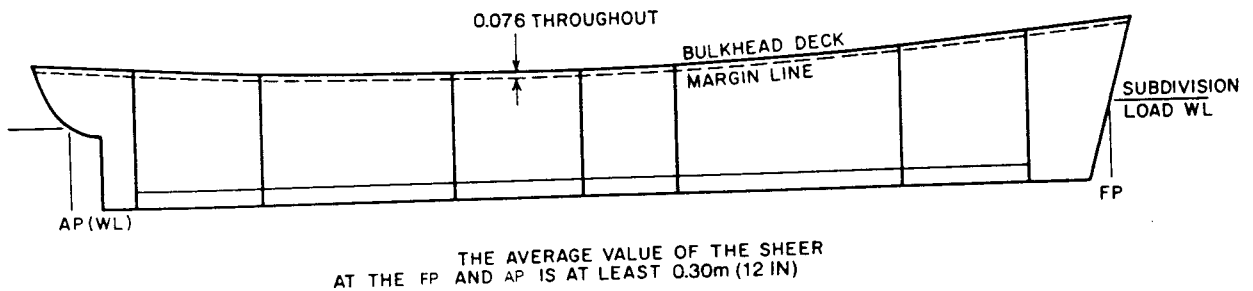 0.076 THROUGHOUT
BULKHEAD DECK
MARGIN LINE
SUBDIVISION
LOAD WL
AP (WL)
FP
THE AVERAGE VALUE OF THE SHEER
AT THE FP AND AP IS AT LEAST 0.30m (12 IN)